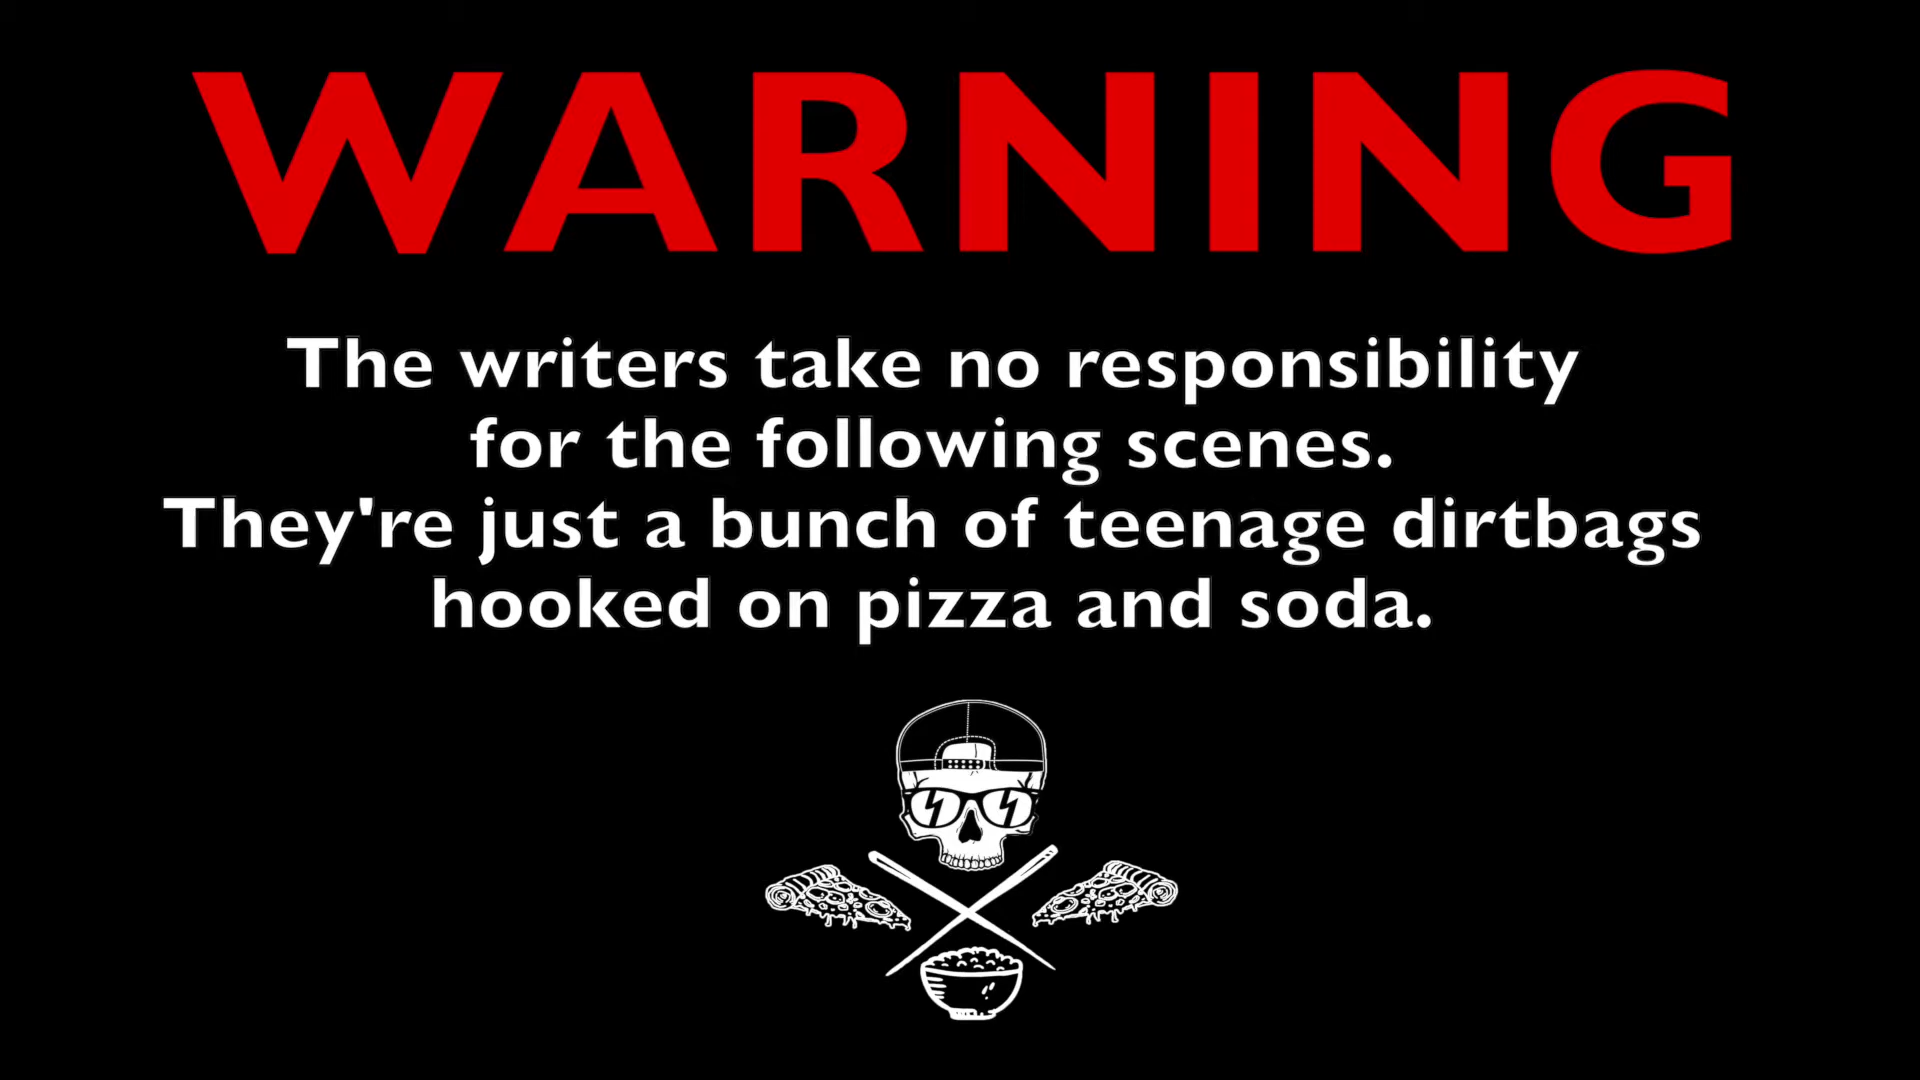 WARNING
The writers take no responsibility
for the following scenes.
They're just a bunch of teenage dirtbags
hooked on pizza and soda.